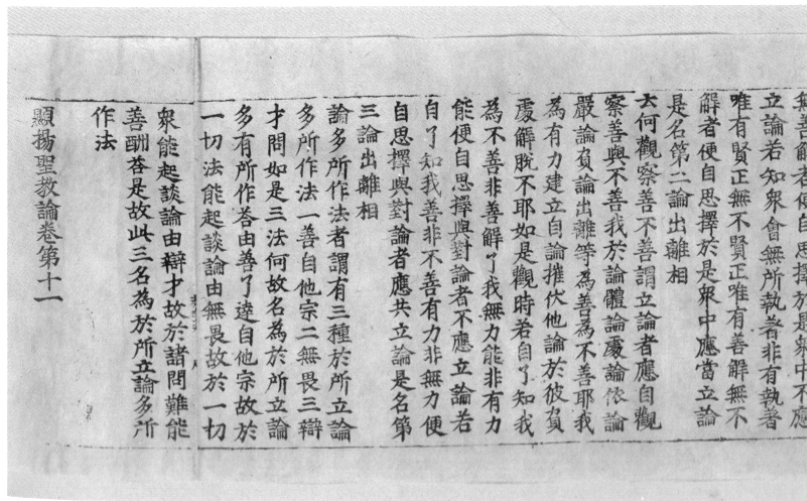 無善解者便自思擇於是衆中不應
立論若知衆會無所執著非有執著
唯有賢正無不賢正唯有善解無不
解者便自思擇於是衆中應當立論
是名第二論出離相
云何觀察善不善謂立論者應自觀
察善與不善我於論體論處論依論
嚴論負論出離等為善為不善耶我
為有力建立自論摧伏他論於彼負
處解脫不耶如是觀時若自了知我
為不善非善解了我無力能非有力
能便自思擇與對論者不應立論若
自了知我善非不善有力非無力便
自思擇與對論者應共立論是名第
三論出離相
論多所作法者謂有三種於所立論
多所作法一善自他宗二無畏三辯
才問如是三法何故名為於所立論
多有所作荅由善了達自他宗故於
一切法能起談論由無畏故於一切
衆能起談論由辯才故於諸問難能
善酬荅是故此三名為於所立論多所
作法
顯揚聖教論卷第十一